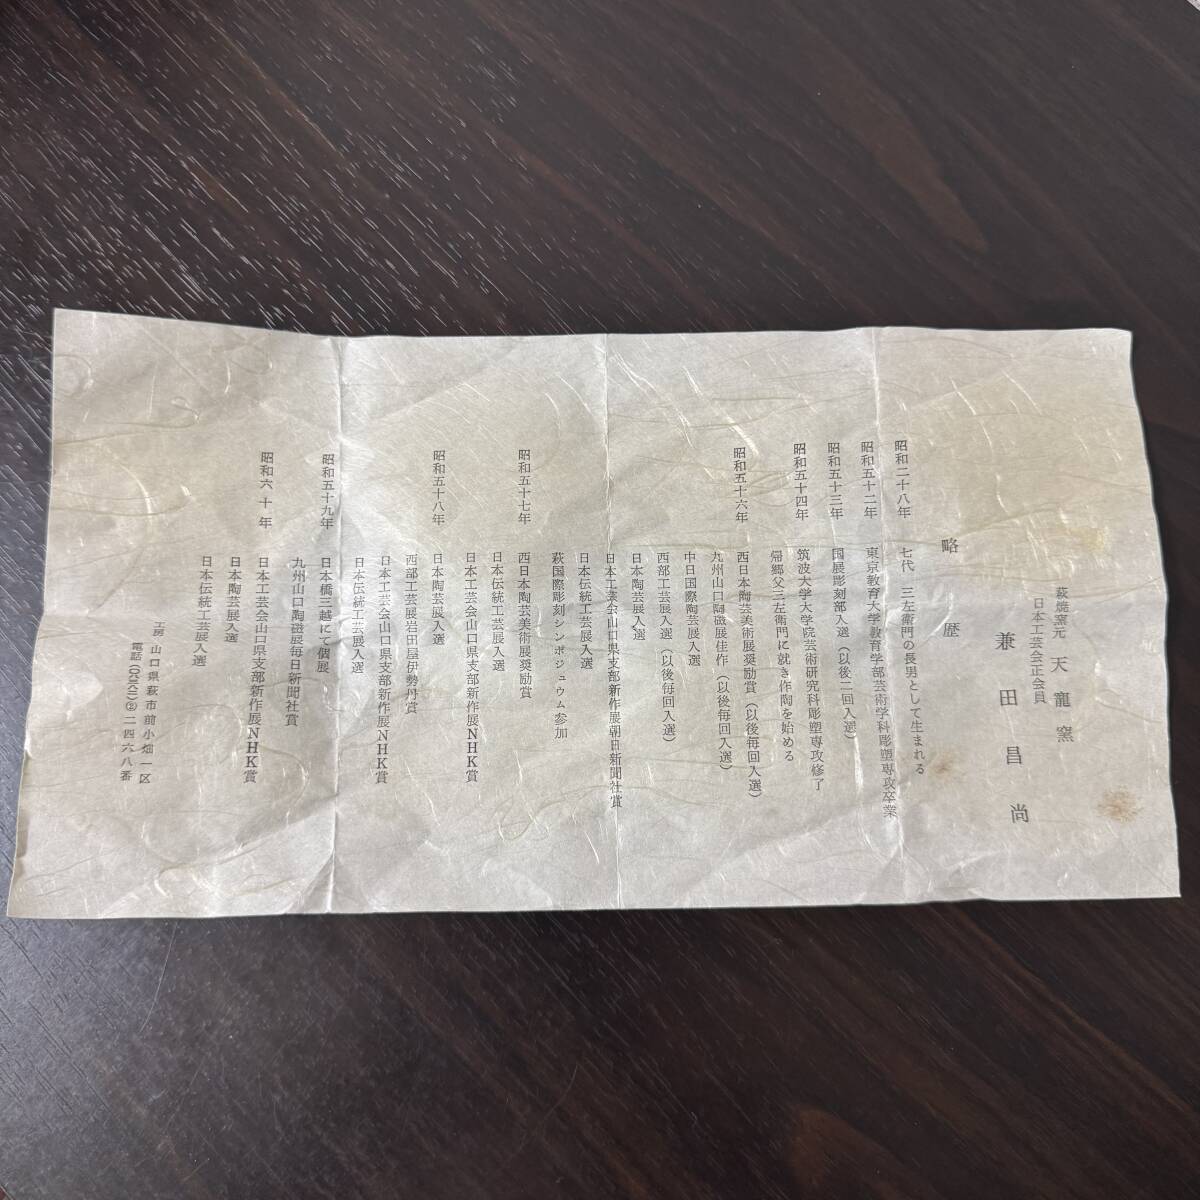 萩焼窯元 天寵窯
日本工芸会正会員
兼田昌尚
略歴
昭和二十八年 七代 三左衛門の長男として生まれる
昭和五十二年 東京教育大学教育学部芸術学科彫塑専攻卒業
昭和五十三年 国展彫刻部入選(以後二回入選)
昭和五十四年 筑波大学大学院芸術研究科彫塑専攻修了
帰郷父三左衛門に就き作陶を始める
昭和五十六年 西日本陶芸美術展奨励賞(以後毎回入選)
九州山口陶磁展佳作(以後毎回入選)
中日国際陶芸展入選
西部工芸展入選(以後毎回入選)
日本陶芸展入選
日本工芸会山口県支部新作展朝日新聞社賞
日本伝統工芸展入選
萩国際彫刻シンポジュウム参加
昭和五十七年 西日本陶芸美術展奨励賞
日本伝統工芸展入選
日本工芸会山口県支部新作展NHK賞
昭和五十八年 日本陶芸展入選
西部工芸展岩田屋伊勢丹賞
日本工芸会山口県支部新作展NHK賞
日本伝統工芸展入選
昭和五十九年 日本橋三越にて個展
九州山口陶磁展毎日新聞社賞
昭和六十年 日本工芸会山口県支部新作展NHK賞
日本陶芸展入選
日本伝統工芸展入選
工房 山口県萩市前小畑一区
電話(〇八三八二)②二四六八番